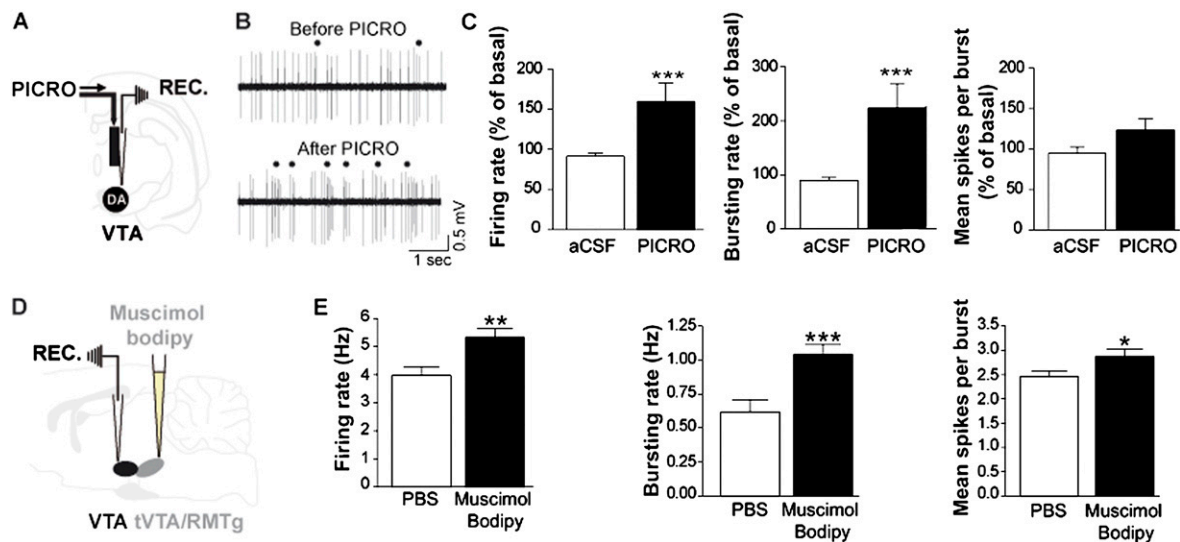 A
PICRO
REC.
DA
VTA
B
Before PICRO
After PICRO
0.5 mV
1 sec
C
Firing rate (% of basal)
200
150
100
50
0
aCSF
PICRO
***
Bursting rate (% of basal)
300
200
100
0
aCSF
PICRO
***
Mean spikes per burst
(% of basal)
200
150
100
50
0
aCSF
PICRO
D
Muscimol
bodipy
REC.
VTA tVTA/RMTg
E
Firing rate (Hz)
6
5
4
3
2
1
0
PBS
Muscimol
Bodipy
**
Bursting rate (Hz)
1.25
1.00
0.75
0.50
0.25
0.00
PBS
Muscimol
Bodipy
***
Mean spikes per burst
3.5
3.0
2.5
2.0
1.5
1.0
0.5
0.0
PBS
Muscimol
Bodipy
*